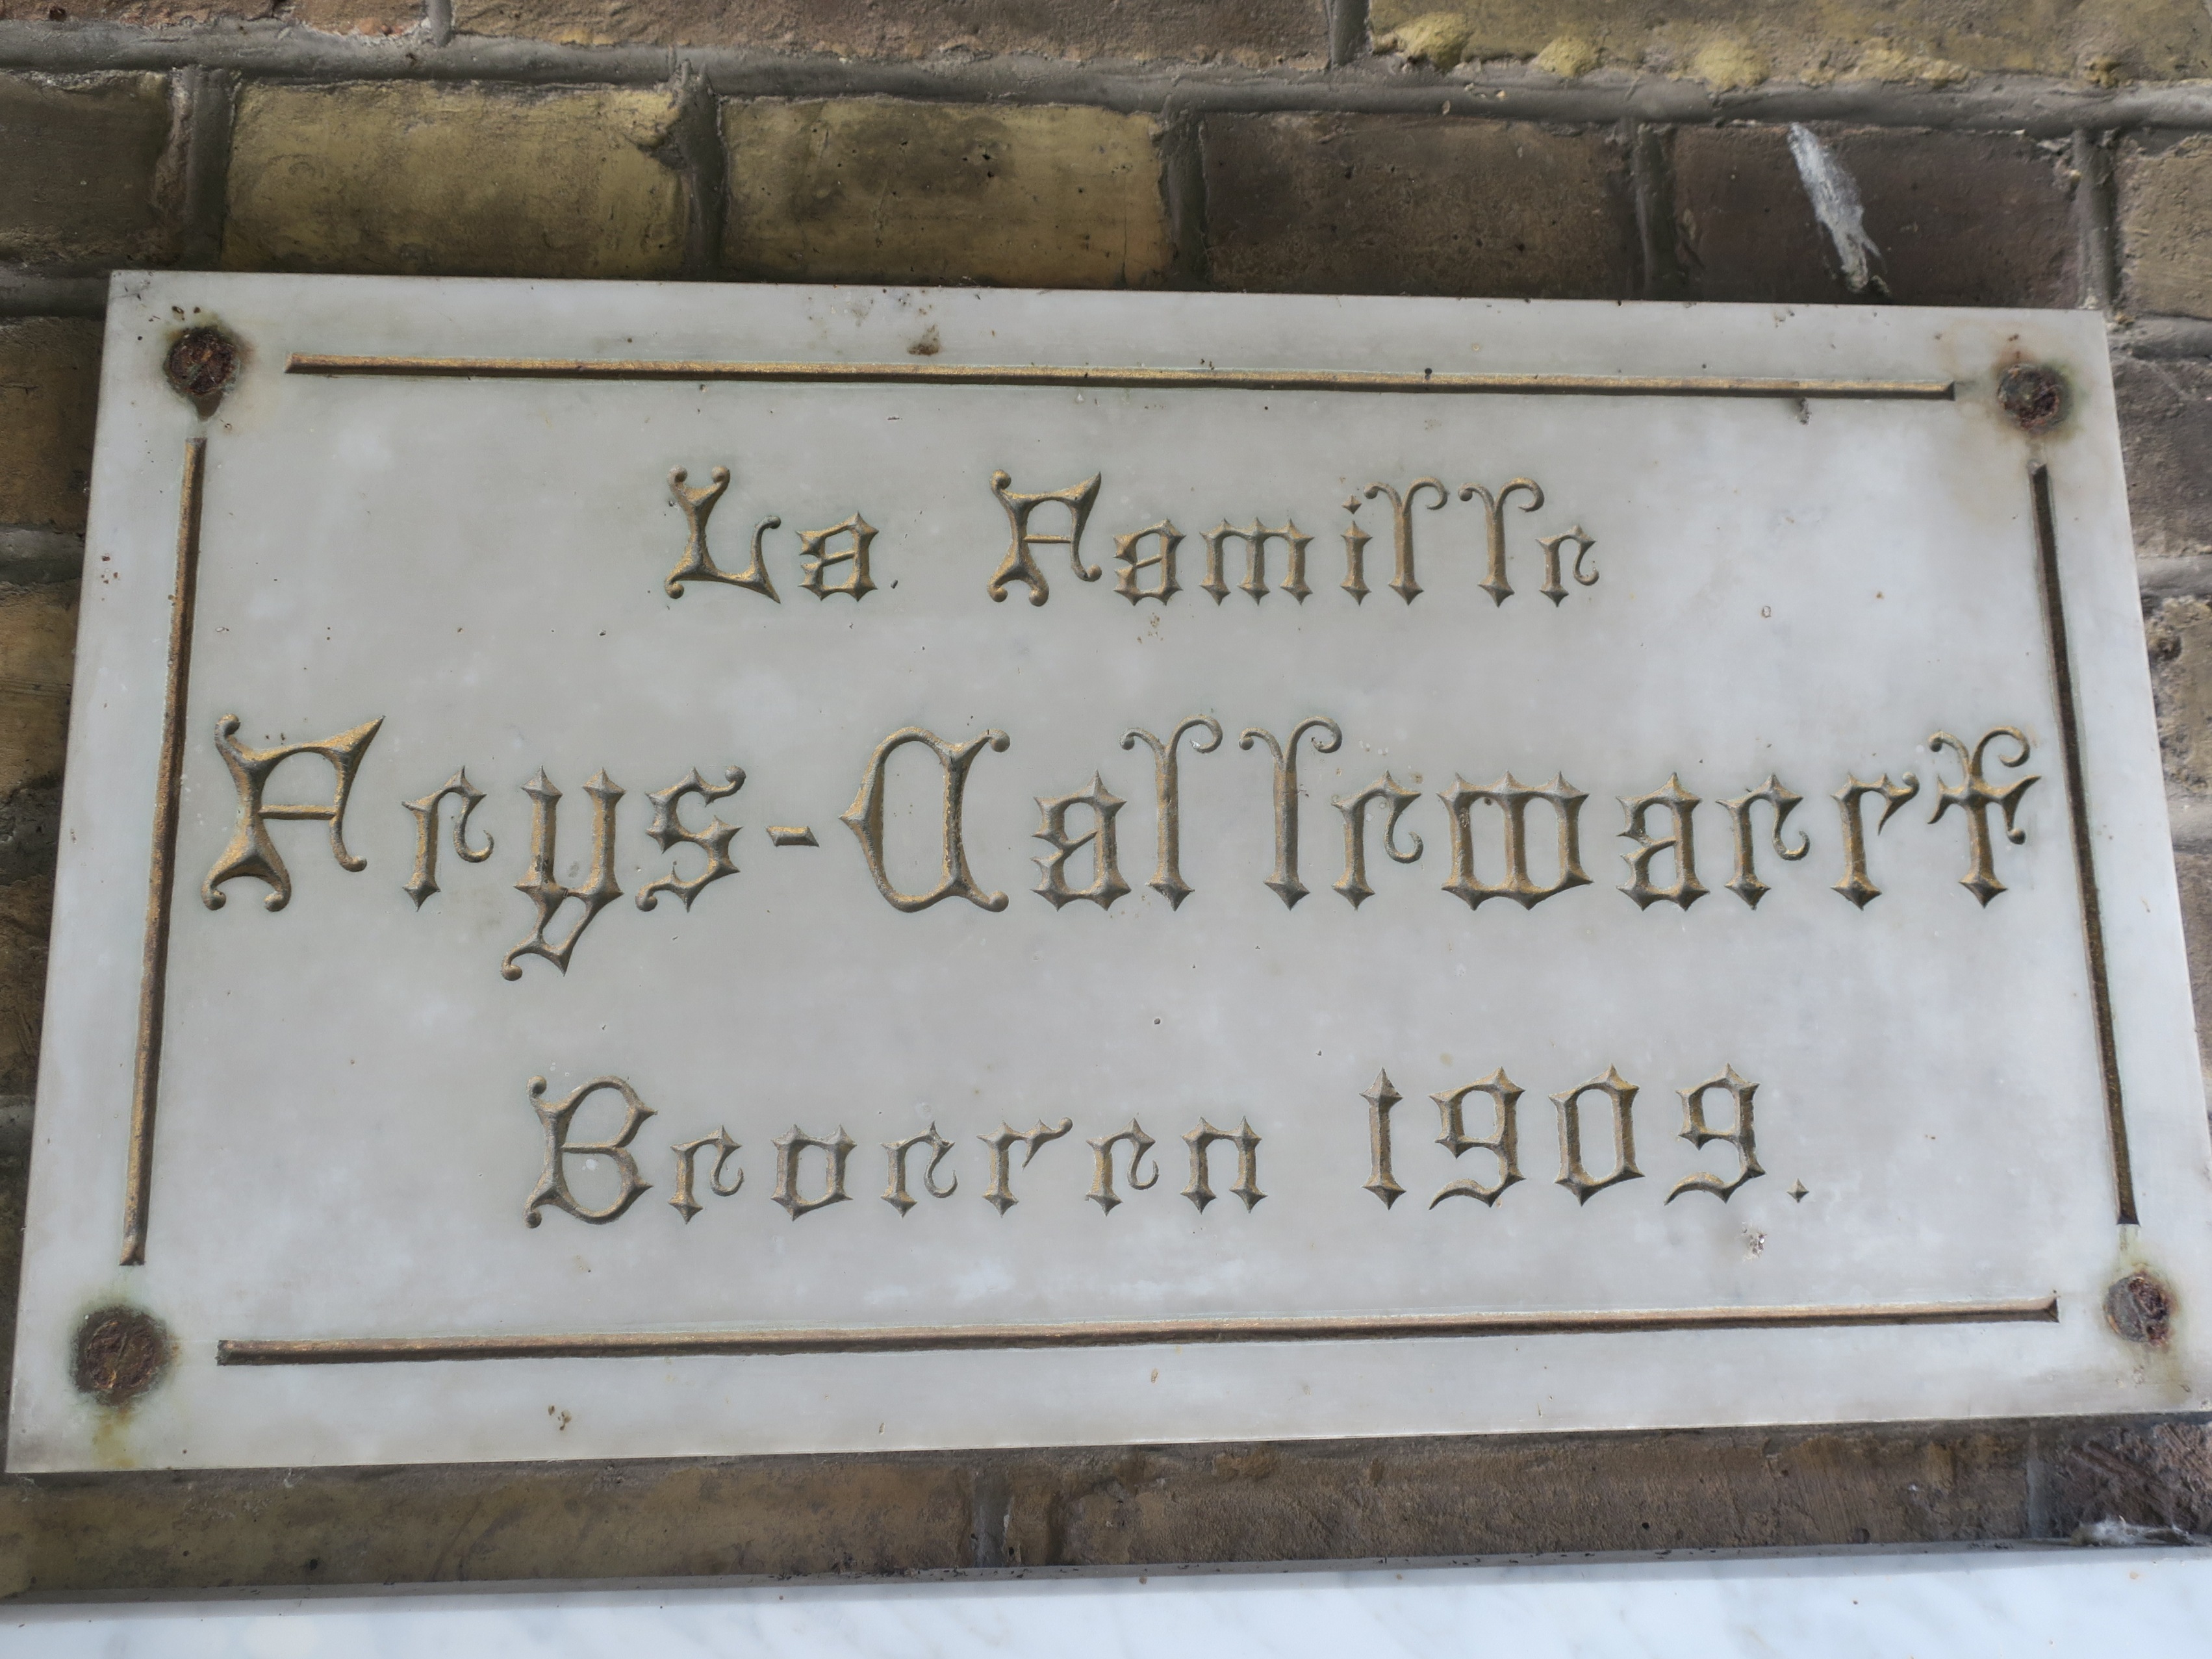 La Famille
Feys-Callewaert
Beveren 1909.